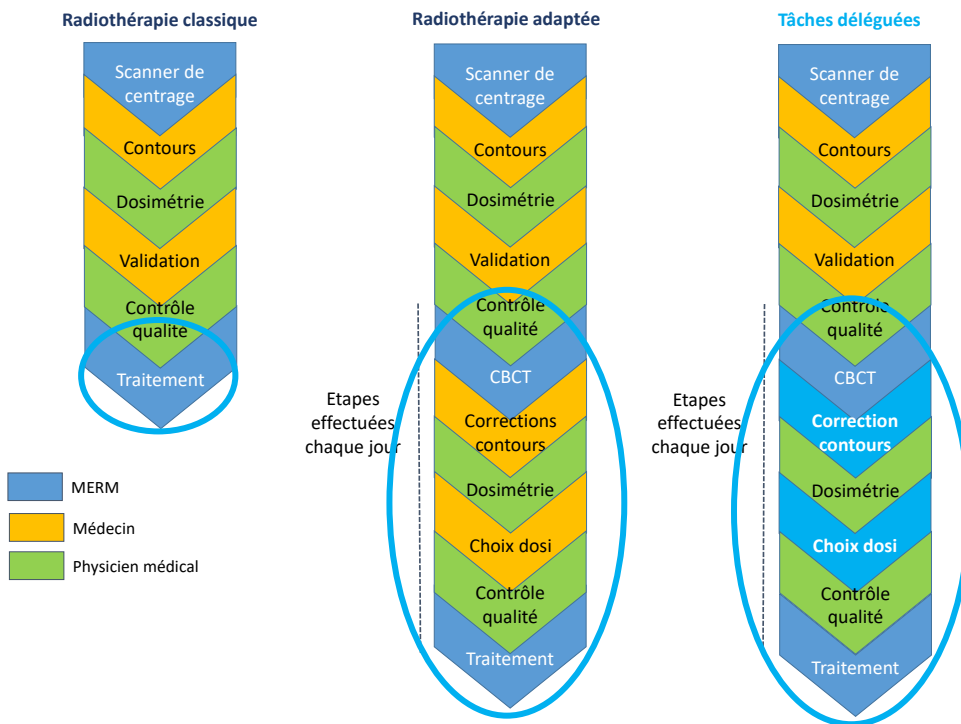 Radiothérapie classique
Scanner de
centrage
Contours
Dosimétrie
Validation
Contrôle
qualité
Traitement
MERM
Médecin
Physicien médical
Radiothérapie adaptée
Scanner de
centrage
Contours
Dosimétrie
Validation
Contrôle
qualité
CBCT
Corrections
contours
Dosimétrie
Choix dosi
Contrôle
qualité
Traitement
Etapes
effectuées
chaque jour
Tâches déléguées
Scanner de
centrage
Contours
Dosimétrie
Validation
Contrôle
qualité
CBCT
Correction
contours
Dosimétrie
Choix dosi
Contrôle
qualité
Traitement
Etapes
effectuées
chaque jour